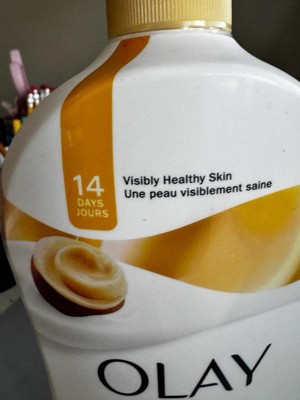 14
DAYS
JOURS
Visibly Healthy Skin
Une peau visiblement saine
OLAY